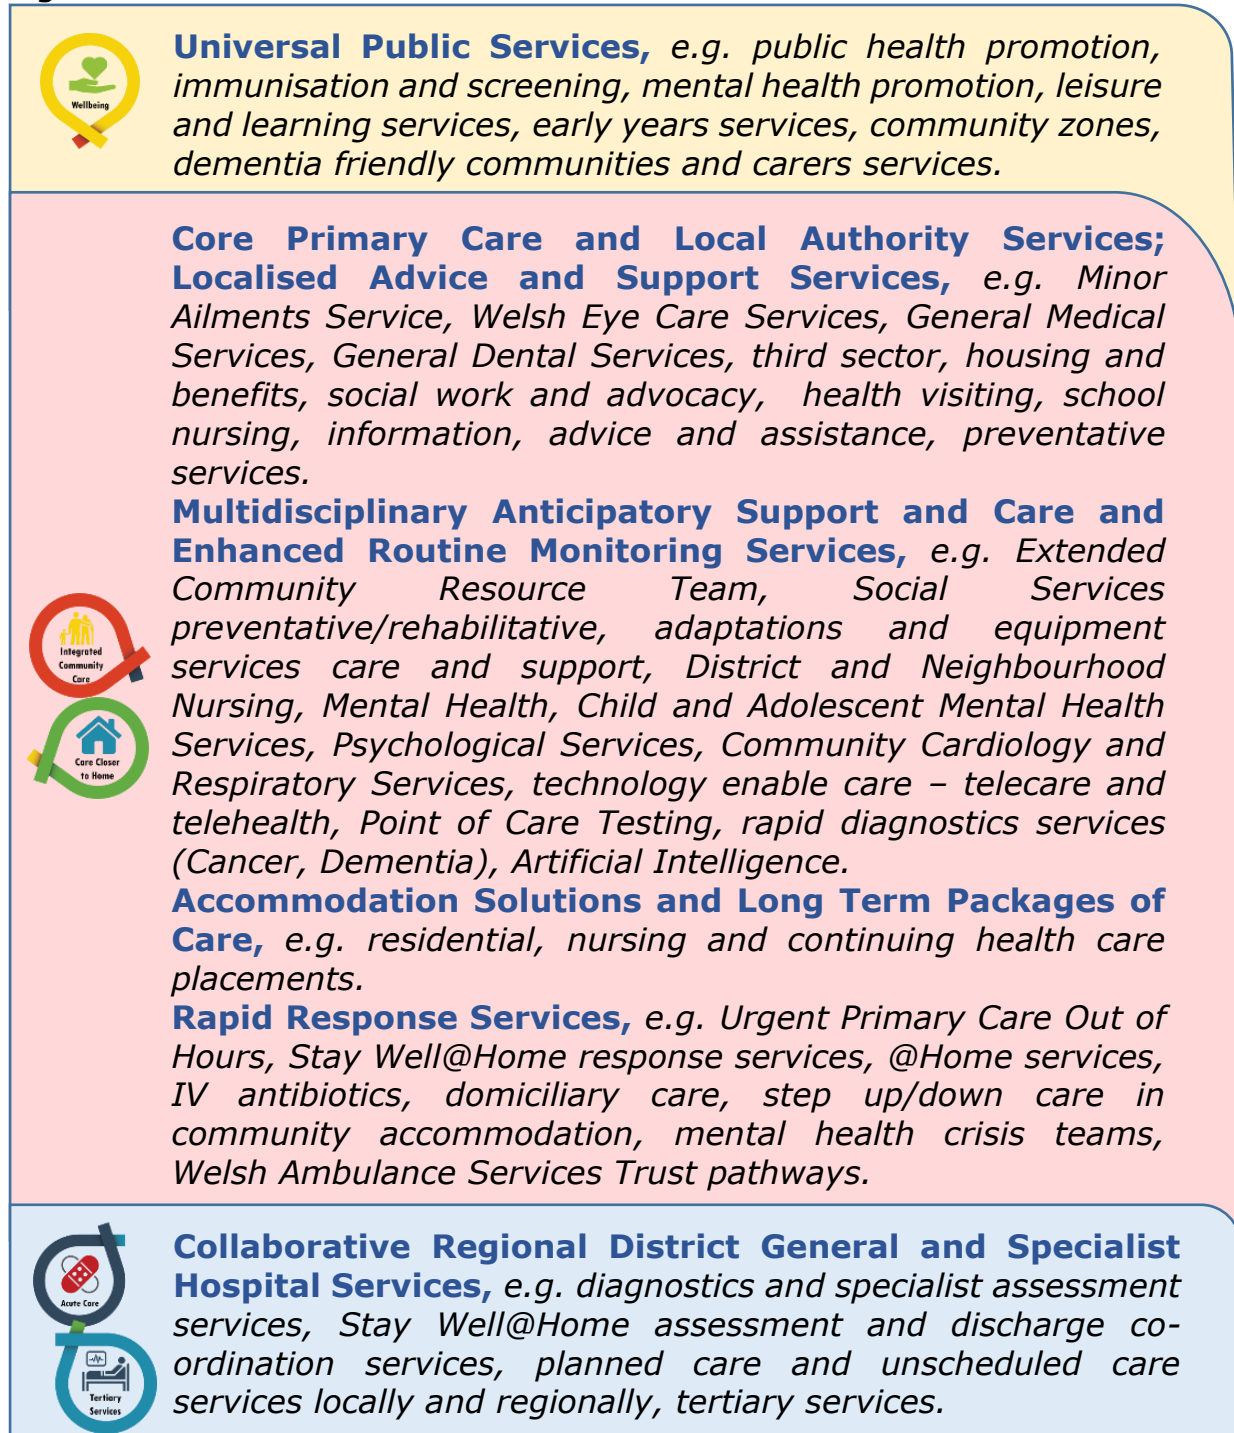 Universal Public Services, e.g. public health promotion,
immunisation and screening, mental health promotion, leisure
and learning services, early years services, community zones,
dementia friendly communities and carers services.
Wellbeing
Core Primary Care and Local Authority Services;
Localised Advice and Support Services, e.g. Minor
Ailments Service, Welsh Eye Care Services, General Medical
Services, General Dental Services, third sector, housing and
benefits, social work and advocacy, health visiting, school
nursing, information, advice and assistance, preventative
services.
Multidisciplinary Anticipatory Support and Care and
Enhanced Routine Monitoring Services, e.g. Extended
Community Resource Team, Social Services
preventative/rehabilitative, adaptations and equipment
services care and support, District and Neighbourhood
Nursing, Mental Health, Child and Adolescent Mental Health
Services, Psychological Services, Community Cardiology and
Respiratory Services, technology enable care – telecare and
telehealth, Point of Care Testing, rapid diagnostics services
(Cancer, Dementia), Artificial Intelligence.
Integrated
Community
Care
Care Closer
to Home
Accommodation Solutions and Long Term Packages of
Care, e.g. residential, nursing and continuing health care
placements.
Rapid Response Services, e.g. Urgent Primary Care Out of
Hours, Stay Well@Home response services, @Home services,
IV antibiotics, domiciliary care, step up/down care in
community accommodation, mental health crisis teams,
Welsh Ambulance Services Trust pathways.
Collaborative Regional District General and Specialist
Hospital Services, e.g. diagnostics and specialist assessment
services, Stay Well@Home assessment and discharge co-
ordination services, planned care and unscheduled care
services locally and regionally, tertiary services.
Acute Care
Tertiary
Services